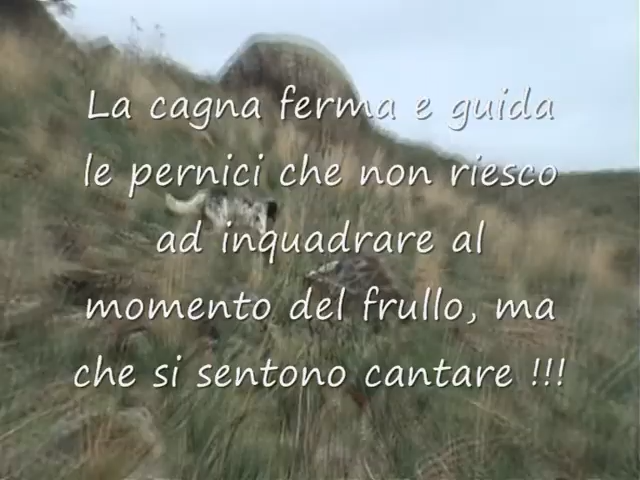 La cagna ferma e guida
le pernici che non riesco
ad inquadrare al
momento del frullo, ma
che si sentono cantare !!!